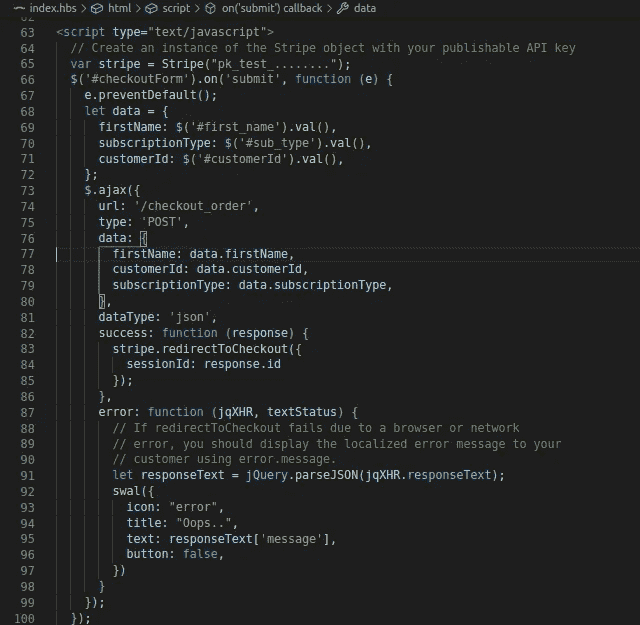 index.hbs > html > script > on('submit') callback > data
62
63 <script type="text/javascript">
64 // Create an instance of the Stripe object with your publishable API key
65 var stripe = Stripe("pk_test_........");
66 $('#checkoutForm').on('submit', function (e) {
67 e.preventDefault();
68 let data = {
69 firstName: $('#first_name').val(),
70 subscriptionType: $('#sub_type').val(),
71 customerId: $('#customerId').val(),
72 };
73 $.ajax({
74 url: '/checkout_order',
75 type: 'POST',
76 data: {
77 firstName: data.firstName,
78 customerId: data.customerId,
79 subscriptionType: data.subscriptionType,
80 },
81 dataType: 'json',
82 success: function (response) {
83 stripe.redirectToCheckout({
84 sessionId: response.id
85 });
86 },
87 error: function (jqXHR, textStatus) {
88 // If redirectToCheckout fails due to a browser or network
89 // error, you should display the localized error message to your
90 // customer using error.message.
91 let responseText = jQuery.parseJSON(jqXHR.responseText);
92 swal({
93 icon: "error",
94 title: "Oops..",
95 text: responseText['message'],
96 button: false,
97 })
98 }
99 });
100 });